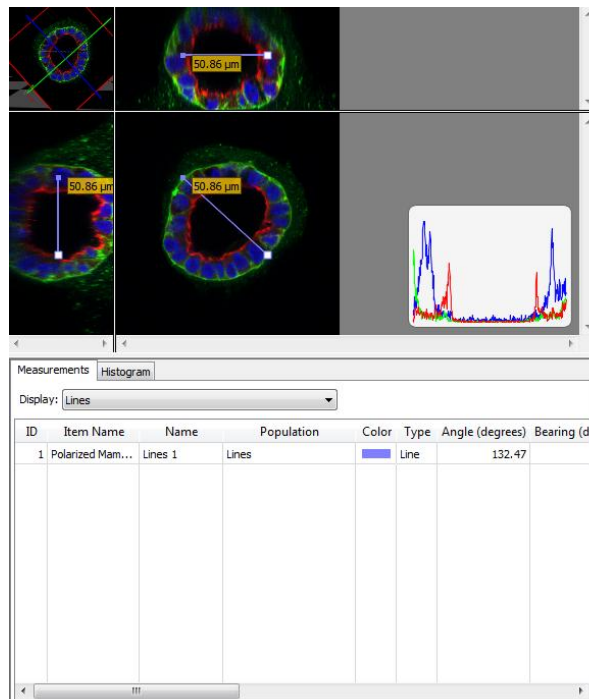 50.86 µm
50.86 µm
50.86 µm
Measurements
Histogram
Display: Lines
ID Item Name Name Population Color Type Angle (degrees) Bearing (d
1 Polarized Mam... Lines 1 Lines Line 132.47